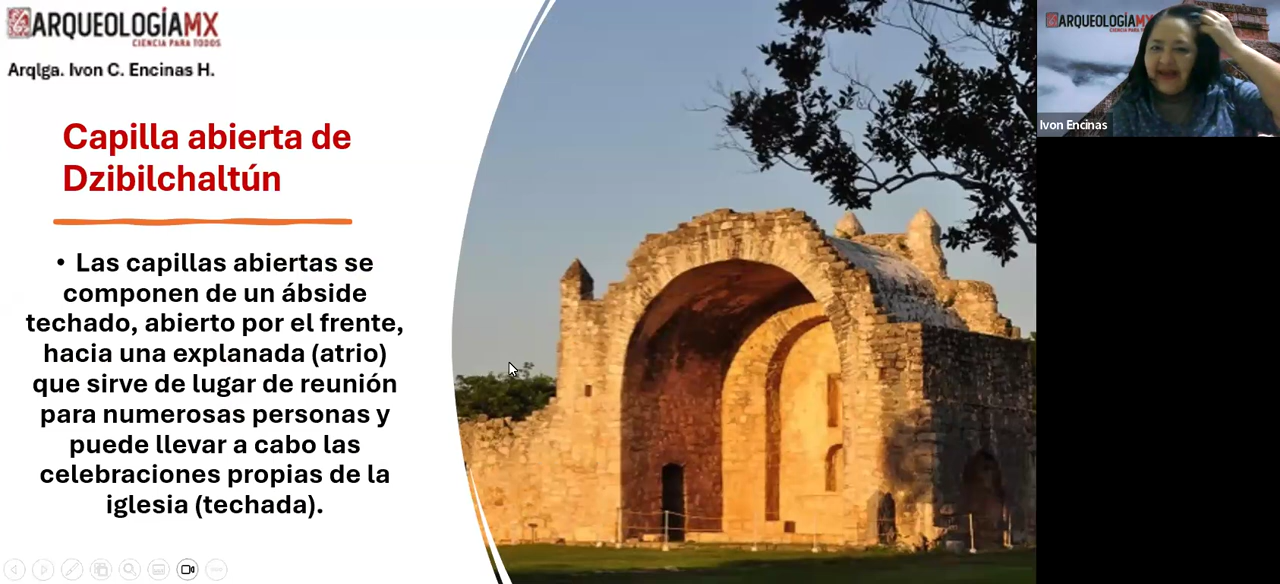 ARQUEOLOGÍAMX
CIENCIA PARA TODOS
Arqlga. Ivon C. Encinas H.
Capilla abierta de
Dzibilchaltún
• Las capillas abiertas se
componen de un ábside
techado, abierto por el frente,
hacia una explanada (atrio)
que sirve de lugar de reunión
para numerosas personas y
puede llevar a cabo las
celebraciones propias de la
iglesia (techada).
ARQUEOLOGÍAMX
Ivon Encinas